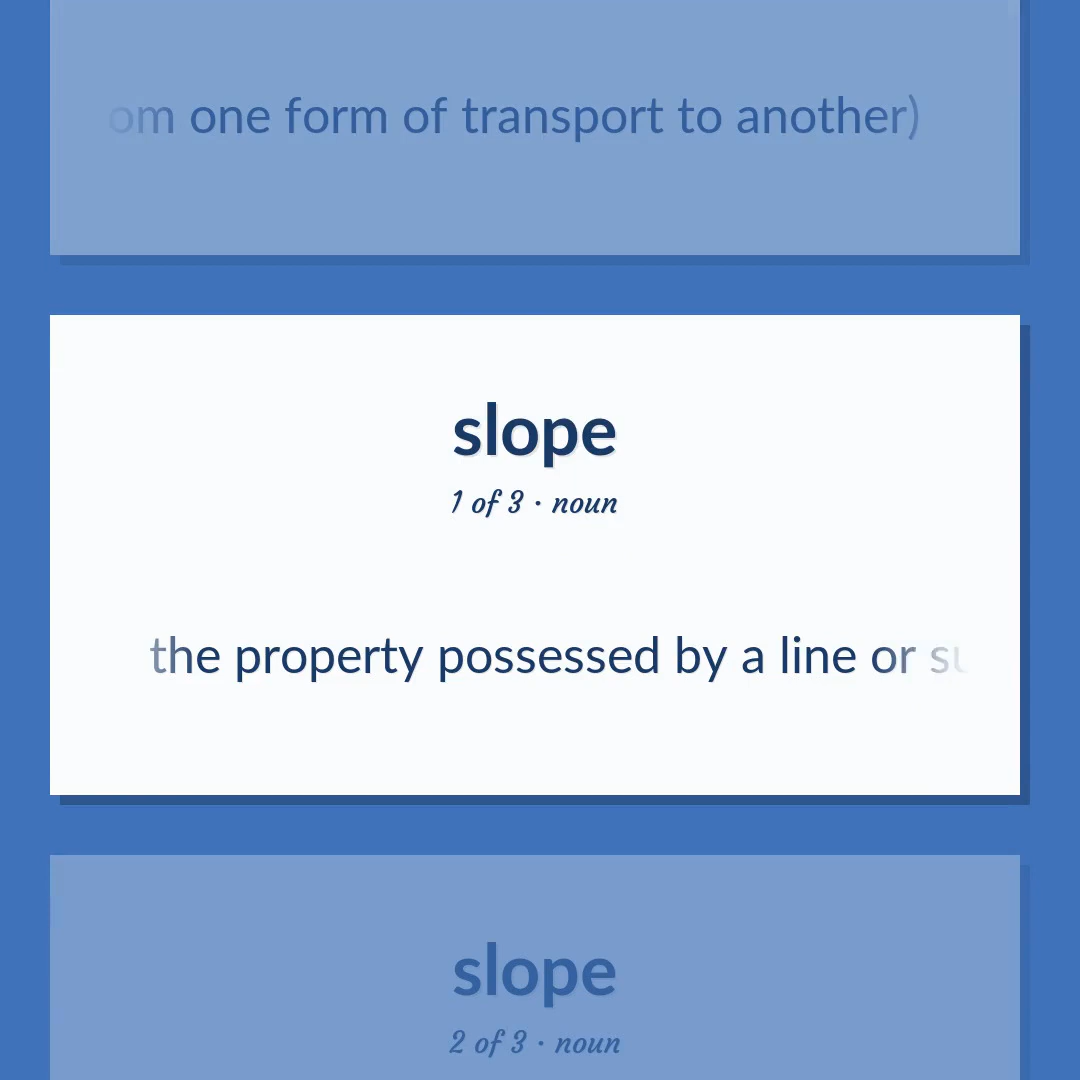 one form of transport to another)
slope
1 of 3 · noun
the property possessed by a line or
slope
2 of 3 · noun